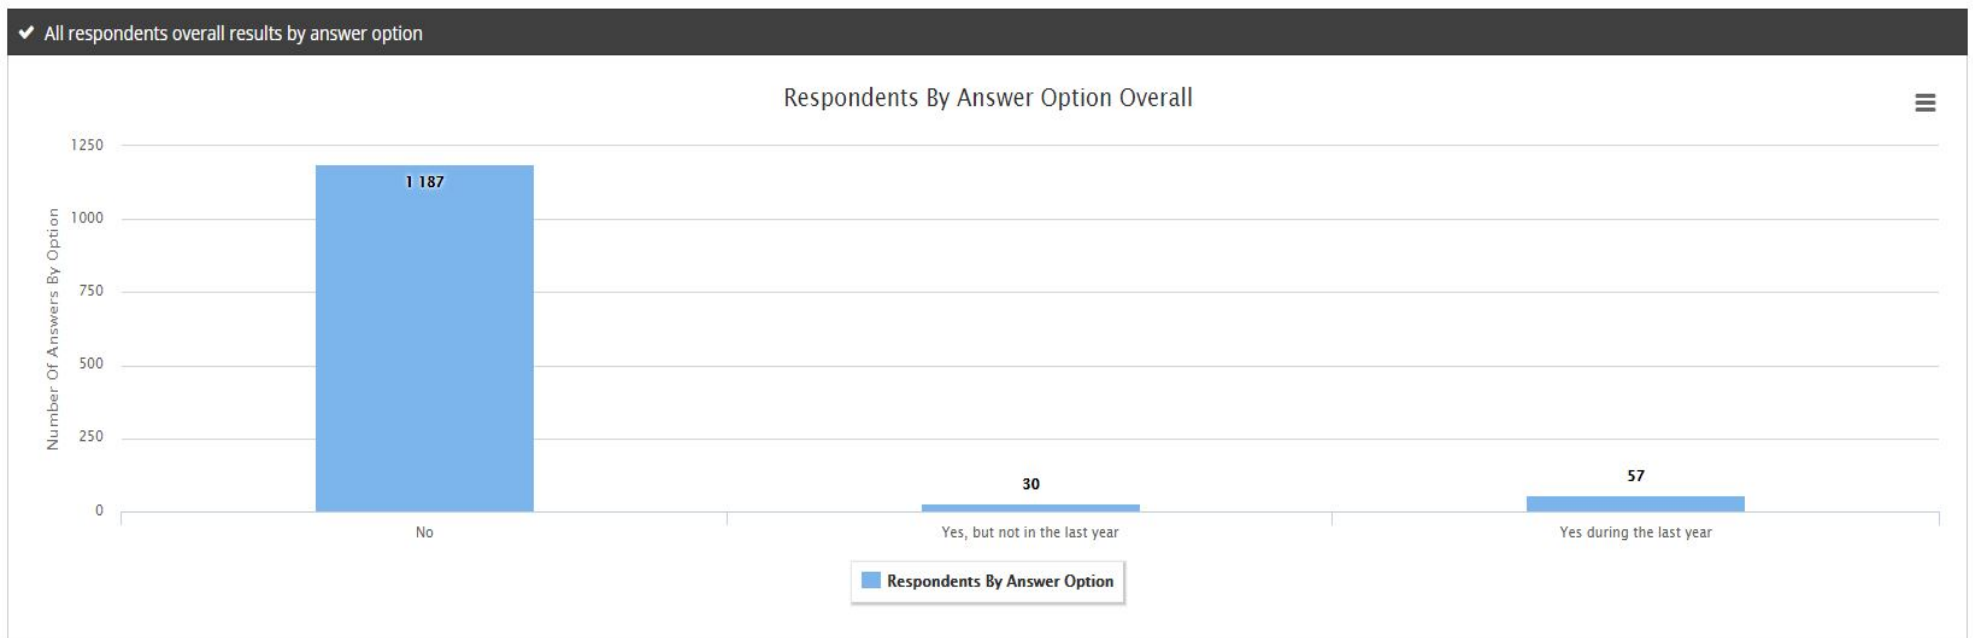 All respondents overall results by answer option
Respondents By Answer Option Overall
Number Of Answers By Option
1250
1000
750
500
250
0
1 187
30
57
No
Yes, but not in the last year
Yes during the last year
Respondents By Answer Option